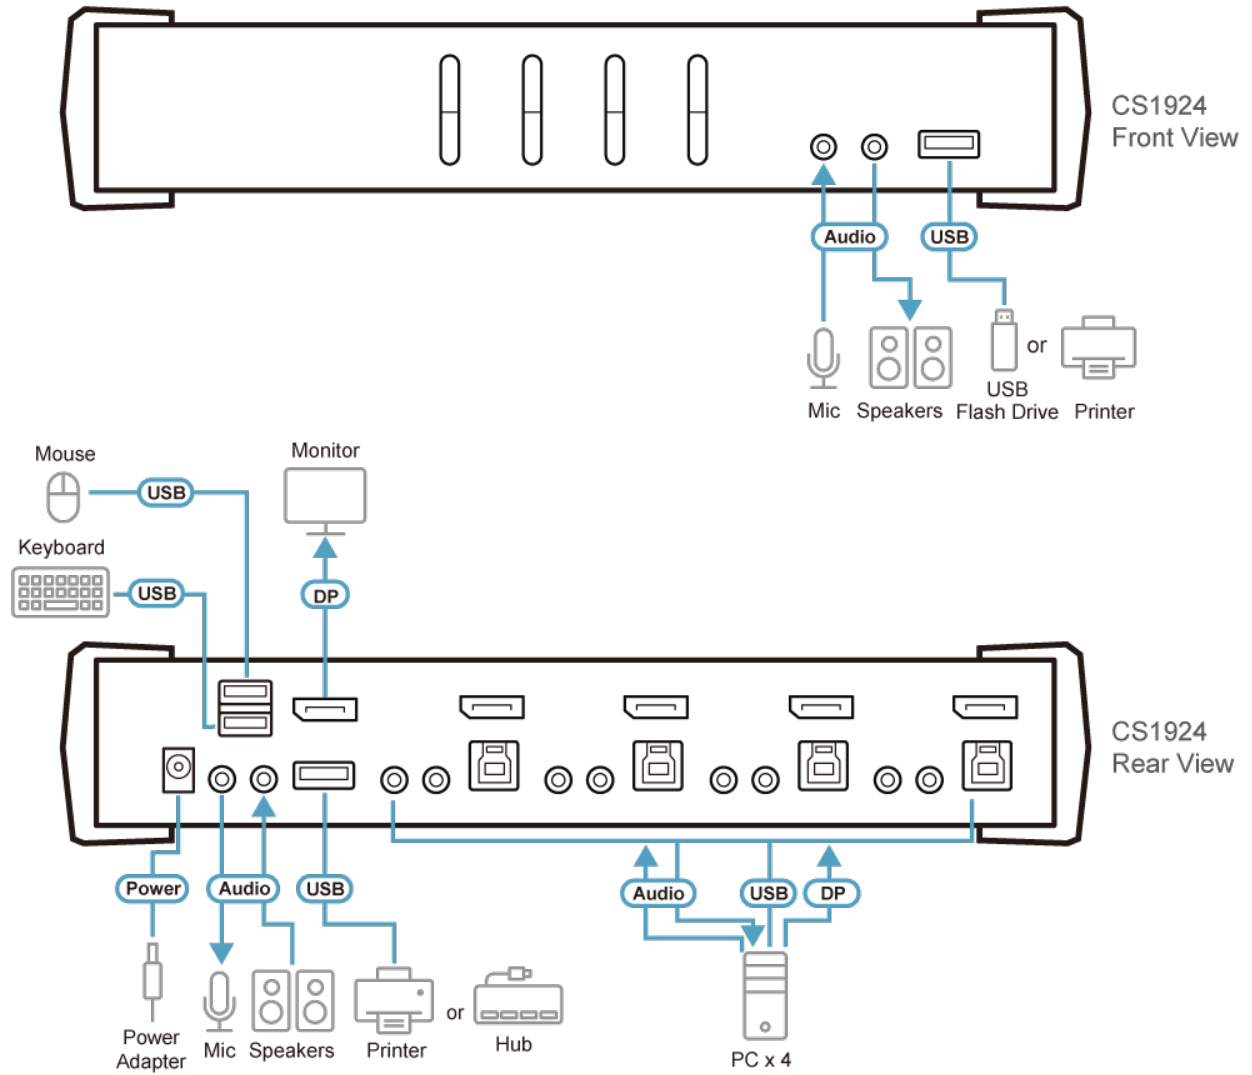 CS1924
Front View
Audio
USB
or
Mic
Speakers
USB
Flash Drive
Printer
Mouse
USB
Monitor
Keyboard
USB
DP
CS1924
Rear View
Power
Audio
USB
Audio
USB
DP
or
Power
Adapter
Mic
Speakers
Printer
Hub
PC x 4